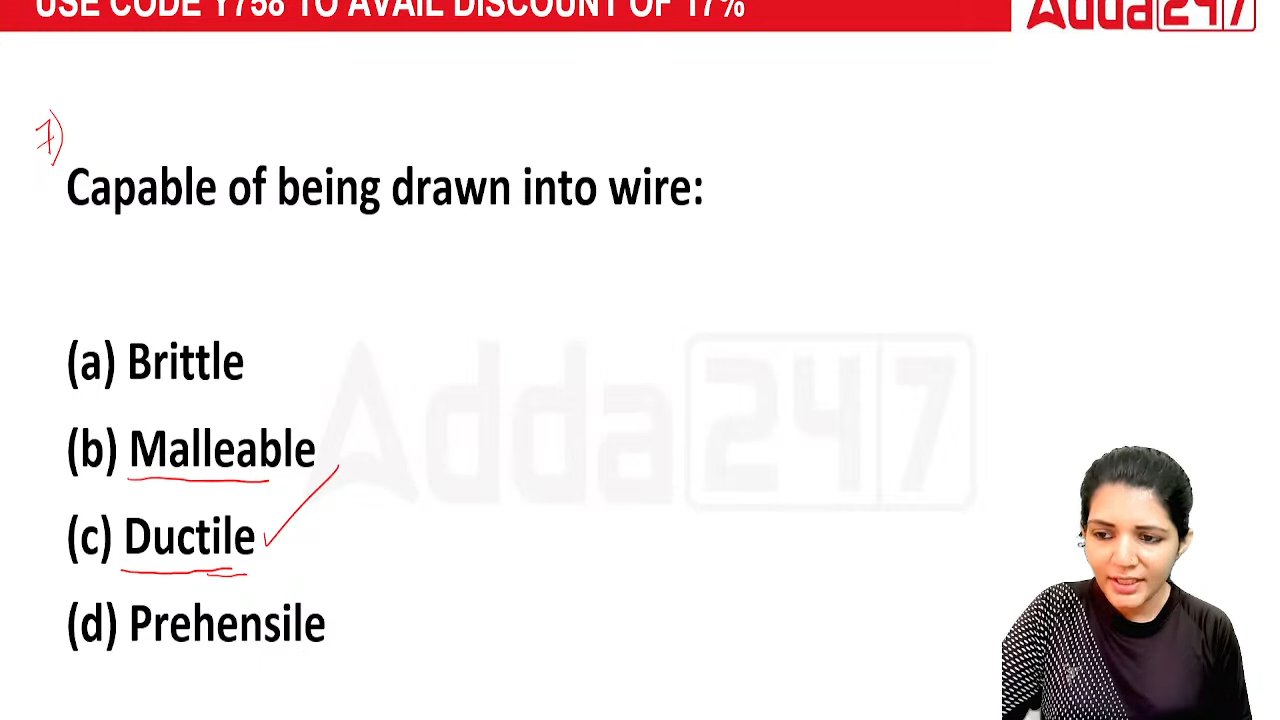 USE CODE Y758 TO AVAIL DISCOUNT OF 17%
Adda247
7)
Capable of being drawn into wire:
Adda247
(a) Brittle
(b) Malleable
(c) Ductile
(d) Prehensile